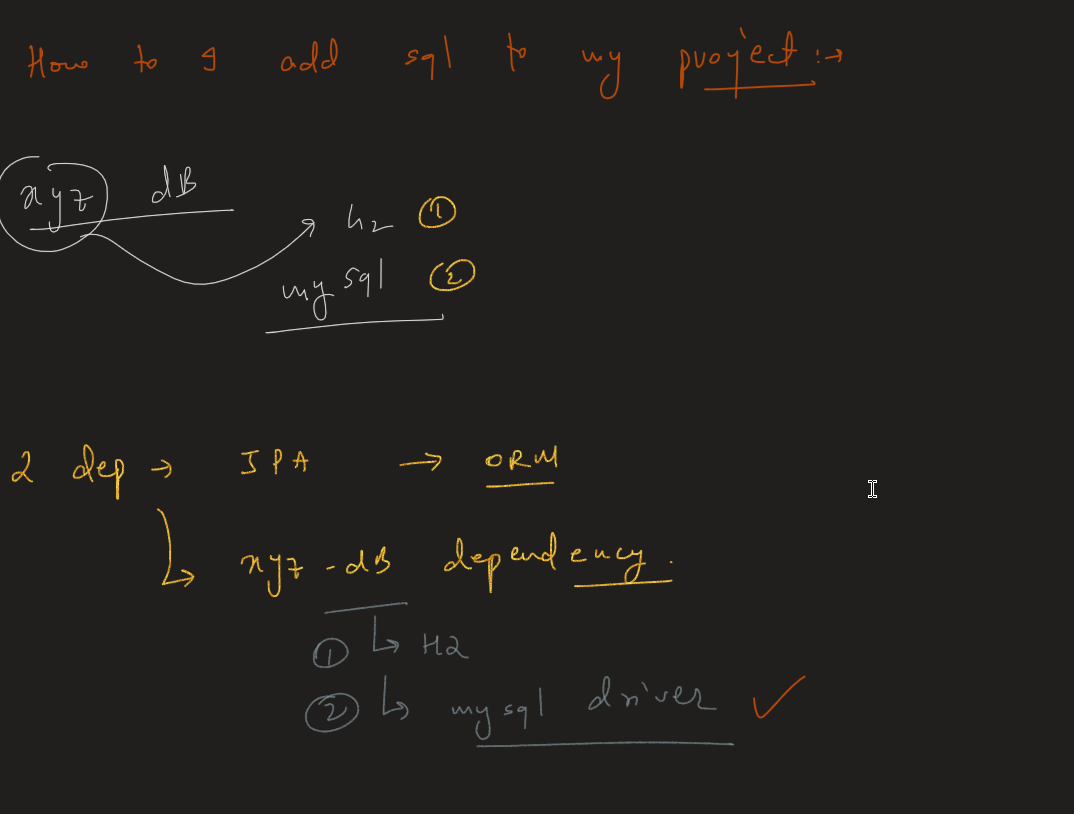 How to I add sql to my project :→
xyz dB
h2 ①
mysql ②
2 dep → JPA → ORM
↳ xyz-dB dependency.
① ↳ H2
② ↳ mysql driver ✓